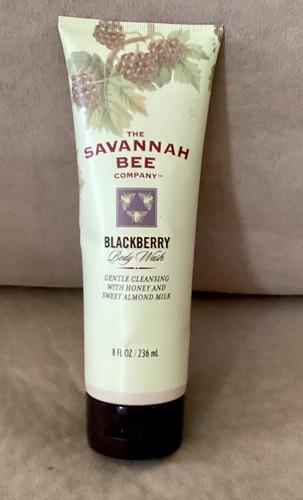 THE
SAVANNAH
BEE
COMPANY™
BLACKBERRY
Body Wash
GENTLE CLEANSING
WITH HONEY AND
SWEET ALMOND MILK
8 FL OZ / 236 mL